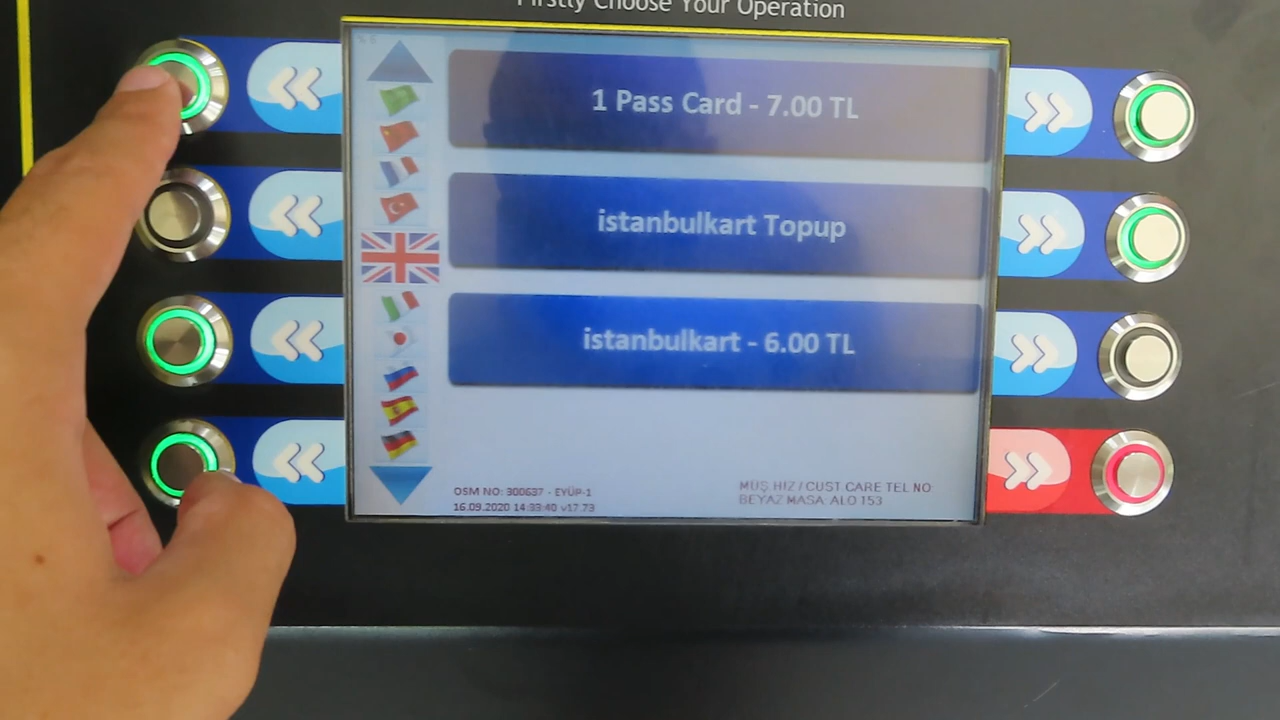 Firstly Choose Your Operation
1 Pass Card - 7.00 TL
istanbulkart Topup
istanbulkart - 6.00 TL
OSM NO: 300637 - EYÜP-1
16.09.2020 14:33:40 v17.73
MÜŞ HİZ / CUST CARE TEL NO
BEYAZ MASA: ALO 153